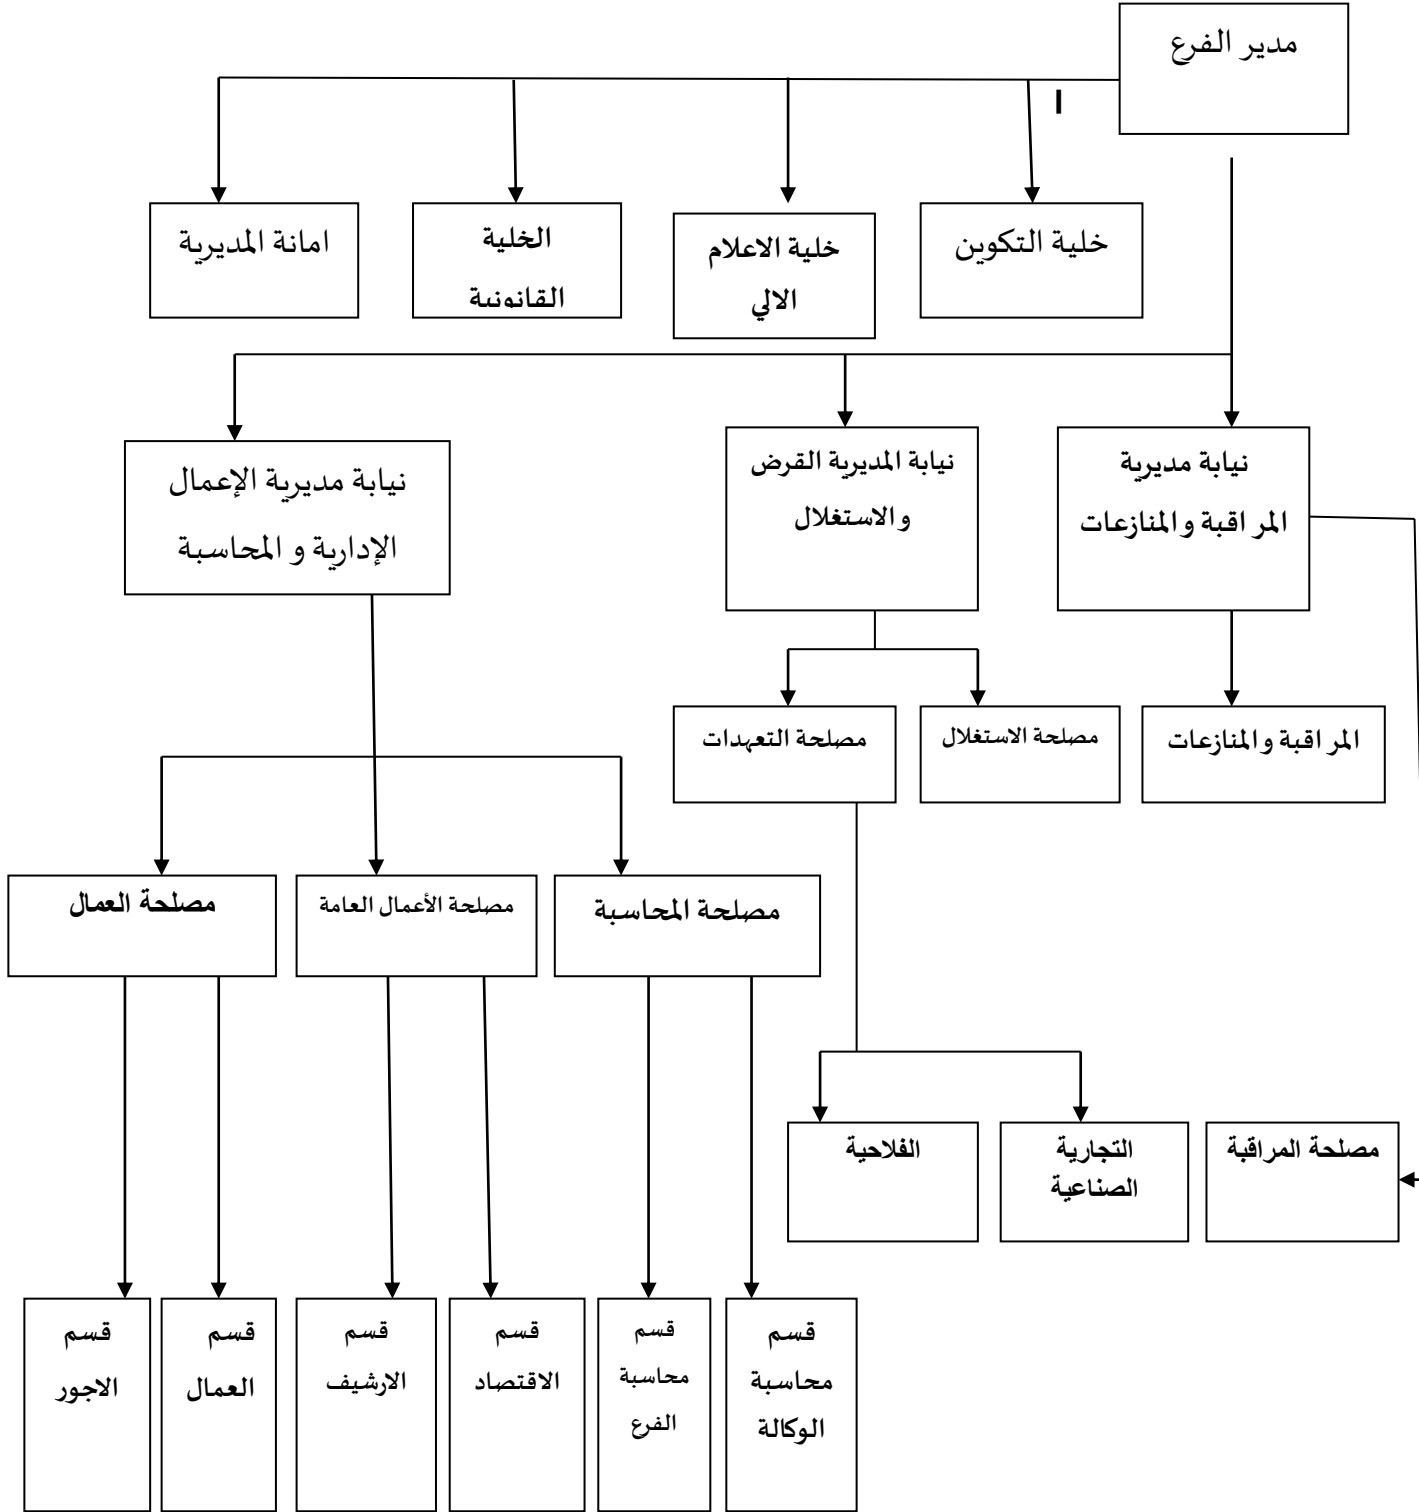 مدير الفرع
ا
خلية التكوين
خلية الاعلام
الالي
الخلية
القانونية
امانة المديرية
نيابة مديرية
المراقبة والمنازعات
نيابة المديرية القرض
والاستغلال
نيابة مديرية الإعمال
الإدارية و المحاسبة
المراقبة والمنازعات
مصلحة الاستغلال
مصلحة التعهدات
مصلحة المحاسبة
مصلحة الأعمال العامة
مصلحة العمال
مصلحة المراقبة
التجارية
الصناعية
الفلاحية
قسم
محاسبة
الوكالة
قسم
محاسبة
الفرع
قسم
الاقتصاد
قسم
الارشيف
قسم
العمال
قسم
الاجور